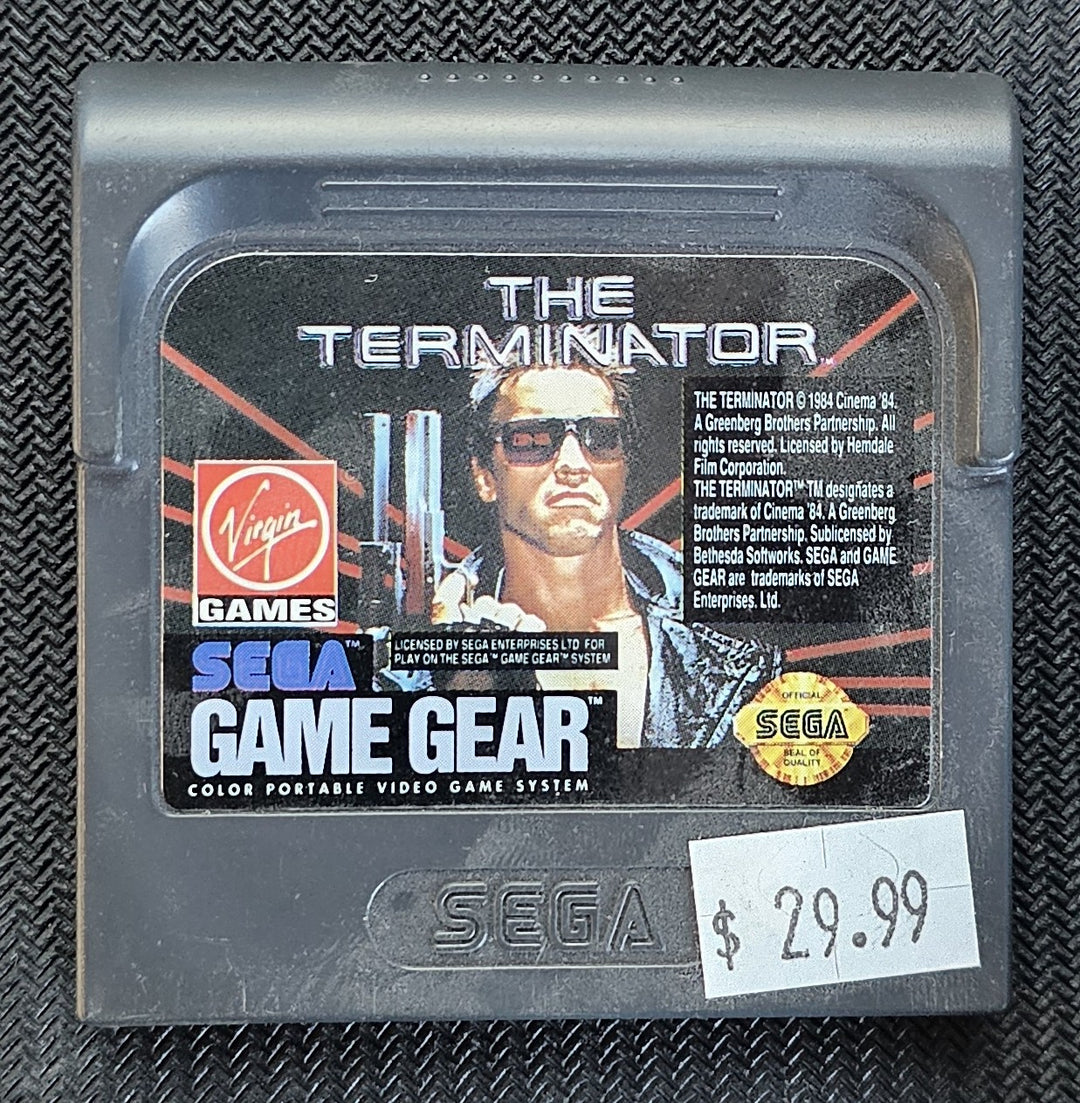 THE
TERMINATOR™
THE TERMINATOR © 1984 Cinema '84.
A Greenberg Brothers Partnership. All
rights reserved. Licensed by Hemdale
Film Corporation.
THE TERMINATOR™ TM designates a
trademark of Cinema '84. A Greenberg
Brothers Partnership. Sublicensed by
Bethesda Softworks. SEGA and GAME
GEAR are trademarks of SEGA
Enterprises. Ltd.
Virgin
GAMES
SEGA™
LICENSED BY SEGA ENTERPRISES LTD FOR
PLAY ON THE SEGA™ GAME GEAR™ SYSTEM
GAME GEAR™
COLOR PORTABLE VIDEO GAME SYSTEM
OFFICIAL
SEGA
SEAL OF
QUALITY
SEGA
$ 29.99